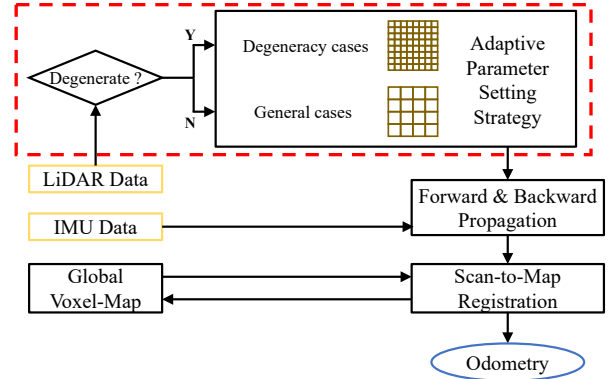 Degenerate ?
Y
N
Degeneracy cases
General cases
Adaptive
Parameter
Setting
Strategy
LiDAR Data
IMU Data
Forward & Backward
Propagation
Global
Voxel-Map
Scan-to-Map
Registration
Odometry